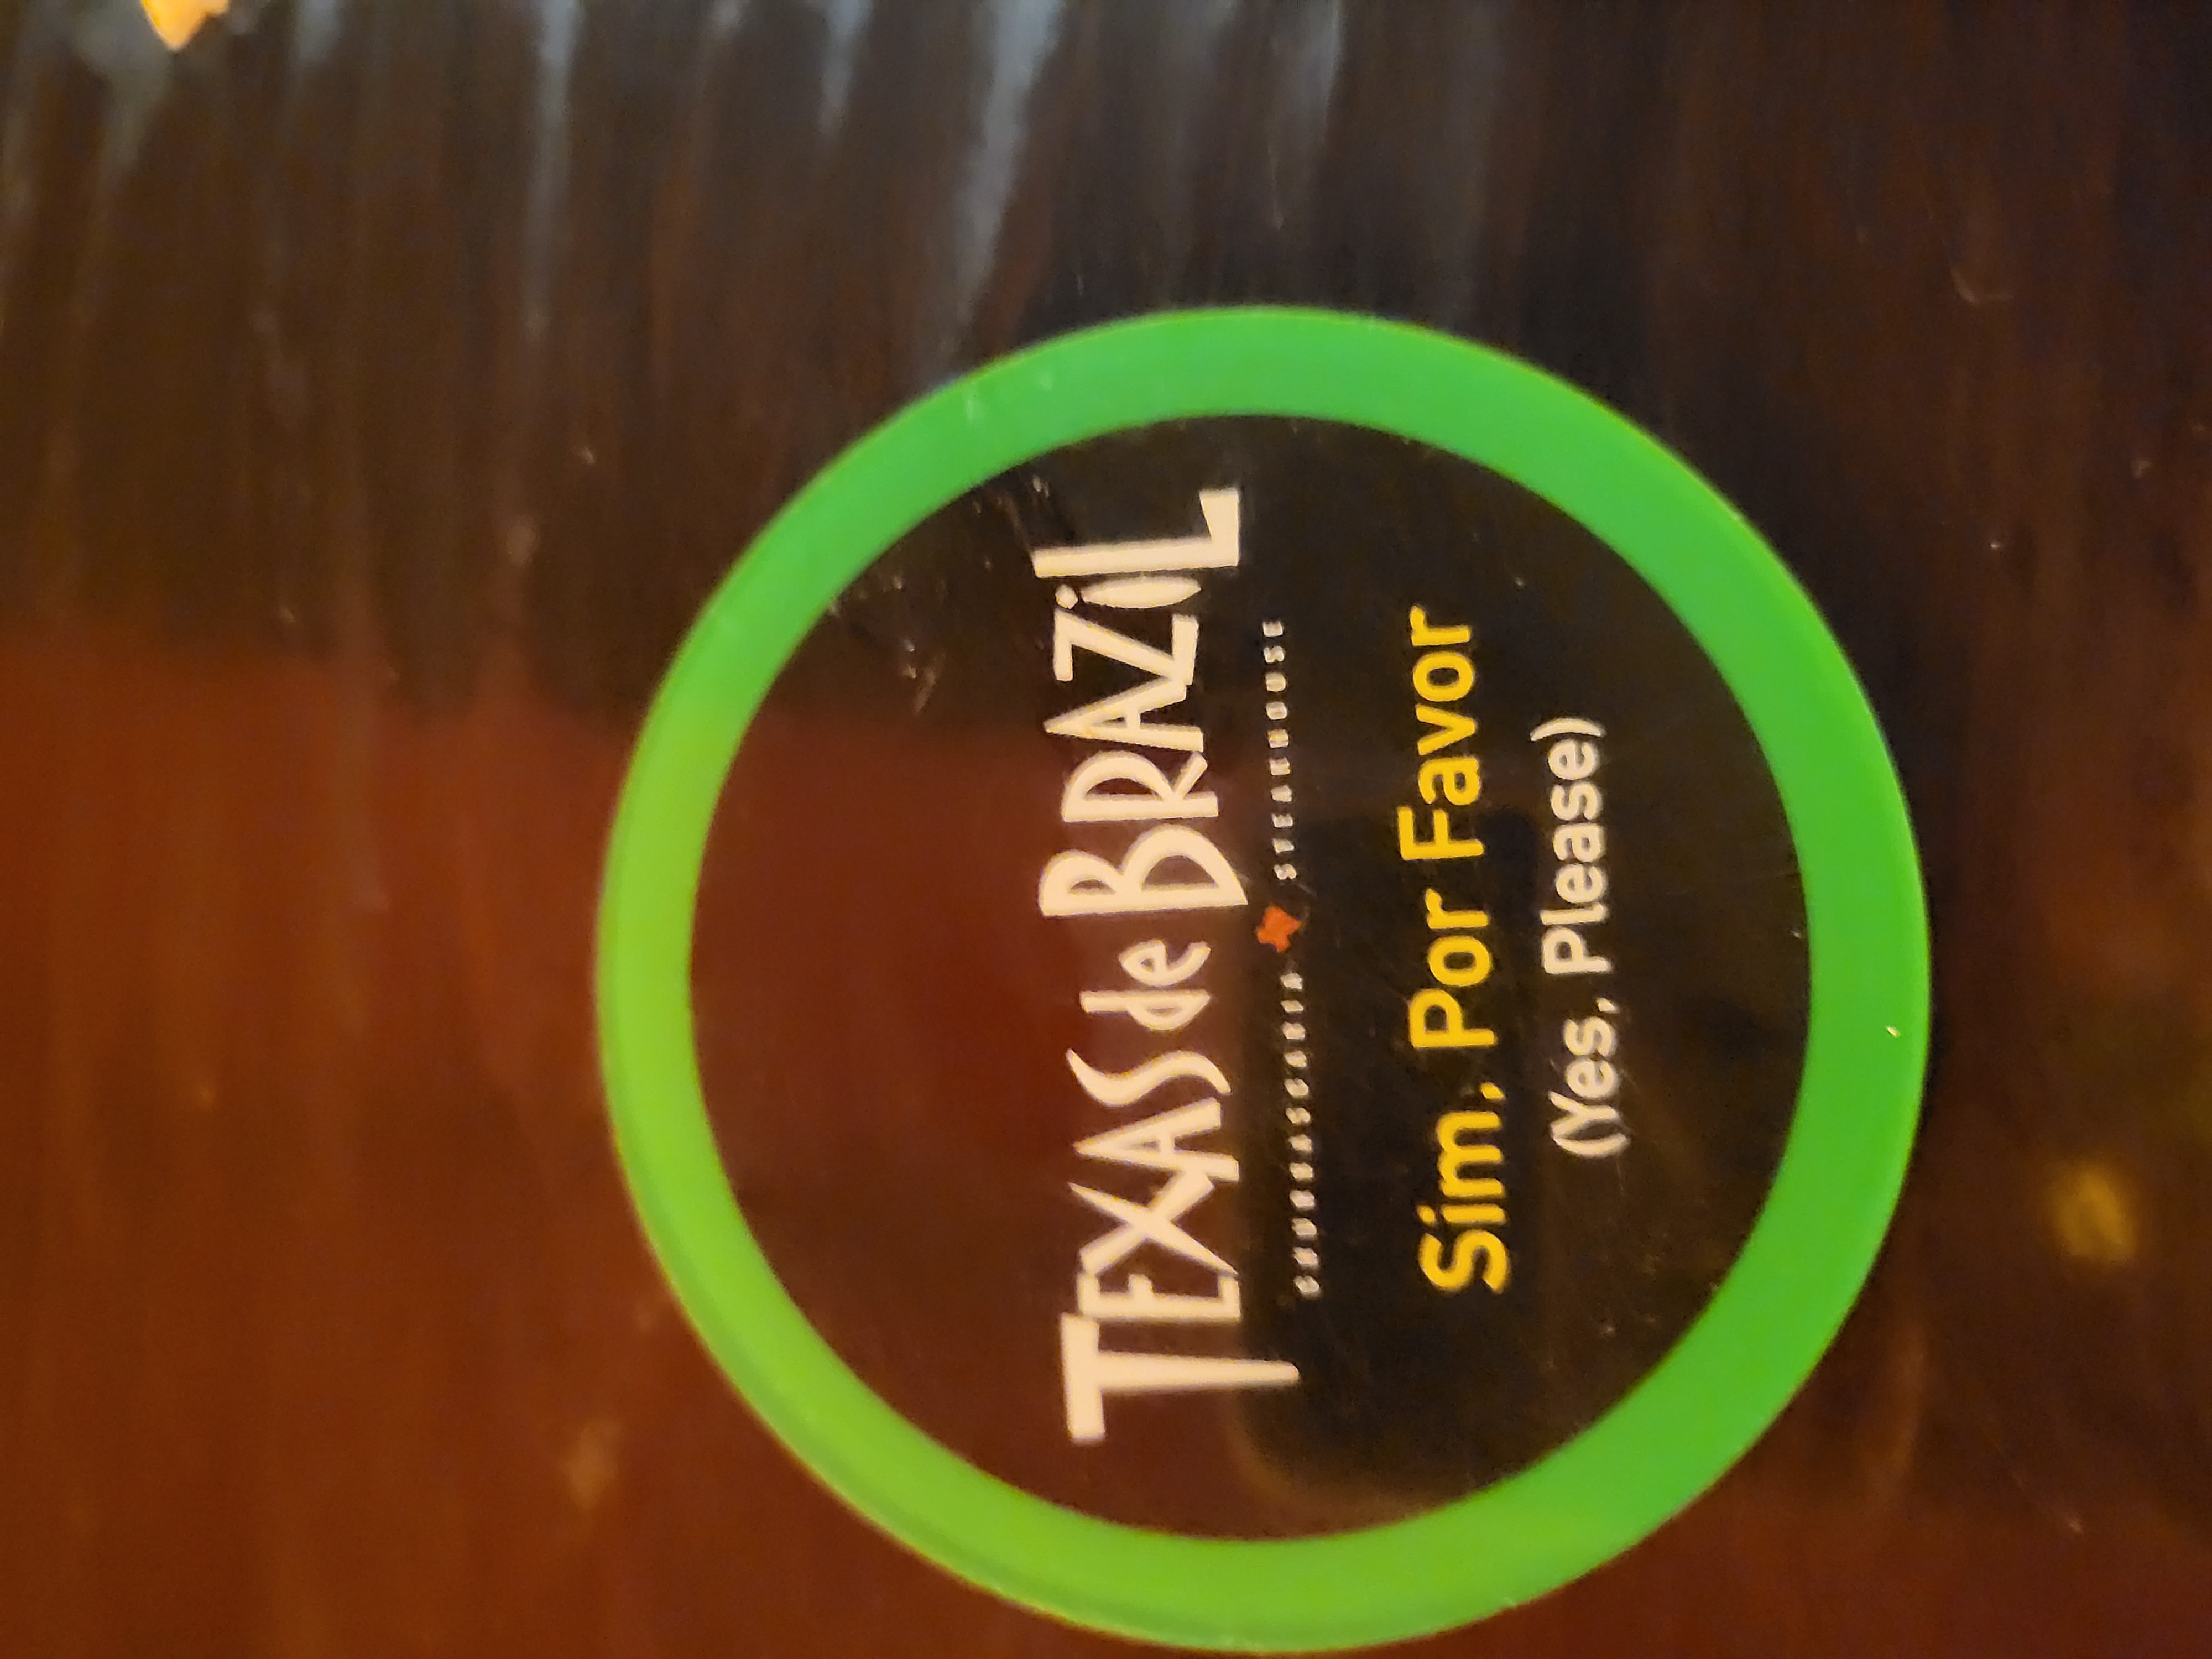 TEXAS de BRAZiL
CHURRASCARIA STEAKHOUSE
Sim, Por Favor
(Yes, Please)